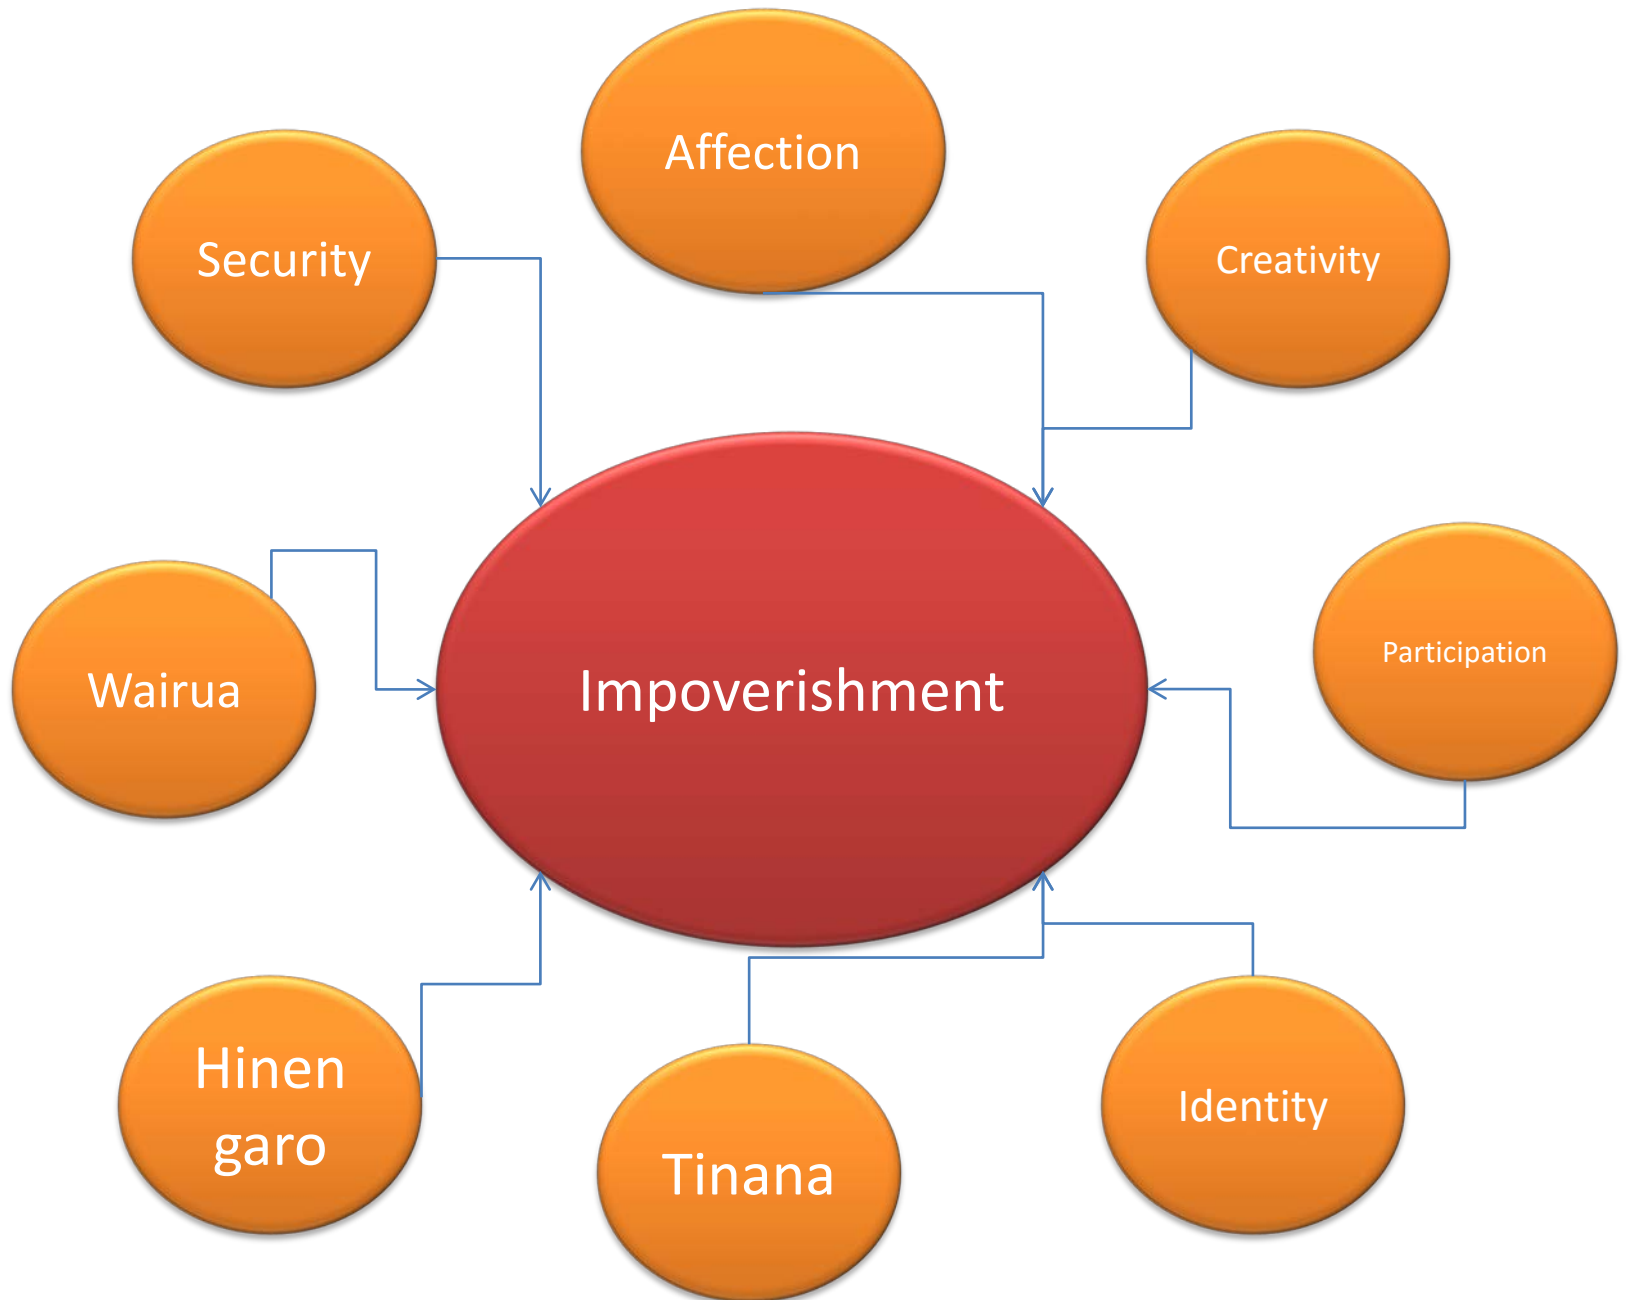 Affection
Security
Creativity
Participation
Impoverishment
Wairua
Hinen
garo
Identity
Tinana